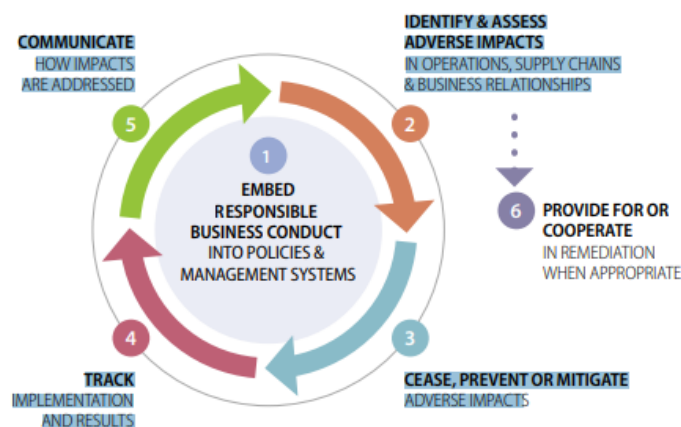 1
EMBED
RESPONSIBLE
BUSINESS CONDUCT
INTO POLICIES &
MANAGEMENT SYSTEMS
2
IDENTIFY & ASSESS
ADVERSE IMPACTS
IN OPERATIONS, SUPPLY CHAINS
& BUSINESS RELATIONSHIPS
3
CEASE, PREVENT OR MITIGATE
ADVERSE IMPACTS
4
TRACK
IMPLEMENTATION
AND RESULTS
5
COMMUNICATE
HOW IMPACTS
ARE ADDRESSED
6
PROVIDE FOR OR
COOPERATE
IN REMEDIATION
WHEN APPROPRIATE